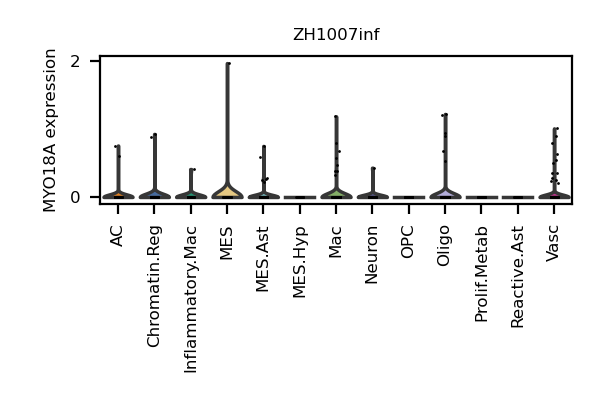 ZH1007inf
MYO18A expression
2
0
AC
Chromatin.Reg
Inflammatory.Mac
MES
MES.Ast
MES.Hyp
Mac
Neuron
OPC
Oligo
Prolif.Metab
Reactive.Ast
Vasc